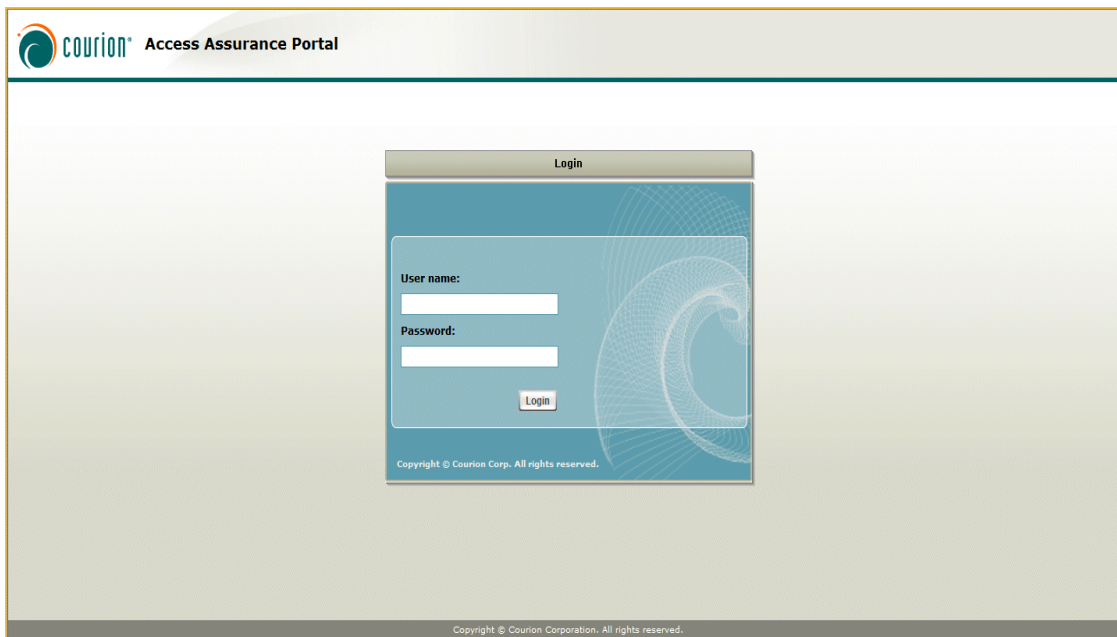 courion® Access Assurance Portal
Login
User name:
Password:
Login
Copyright © Courion Corp. All rights reserved.
Copyright © Courion Corporation. All rights reserved.